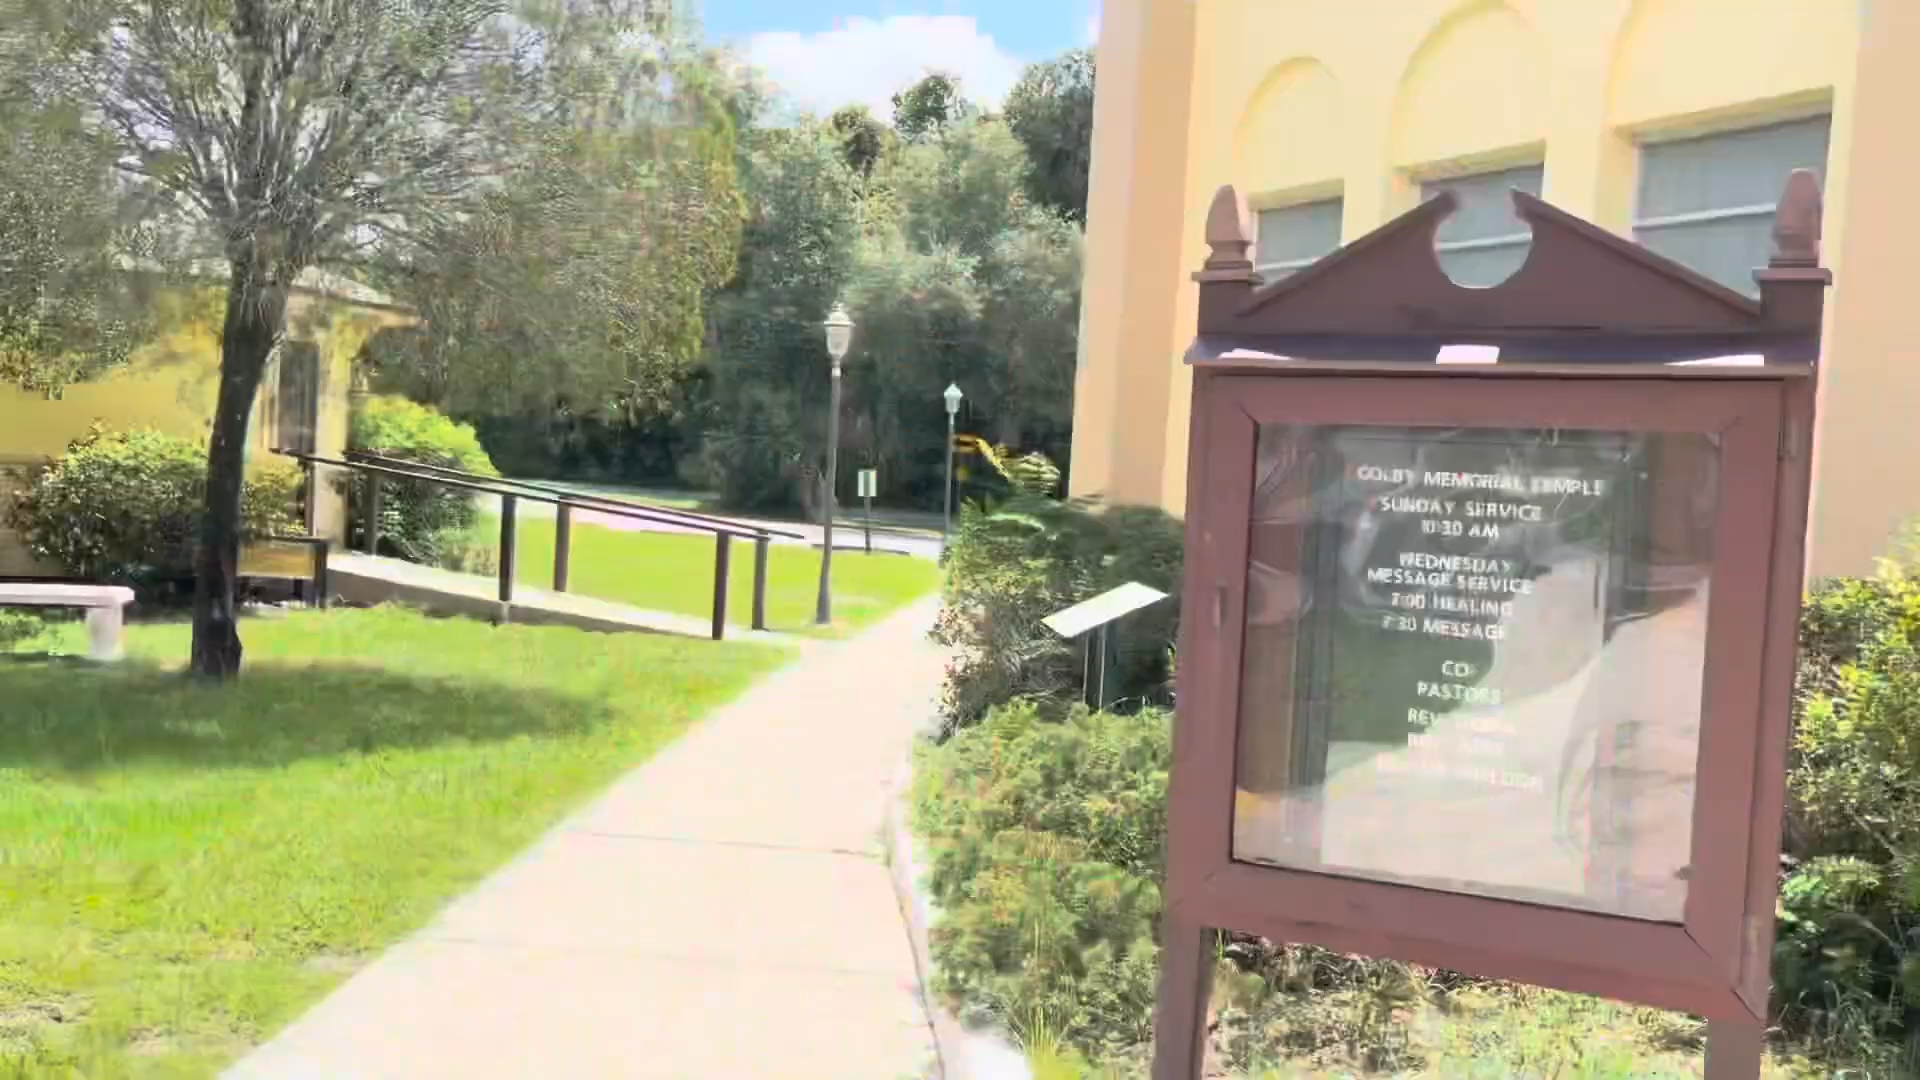 COLBY MEMORIAL TEMPLE
SUNDAY SERVICE
10:30 AM
WEDNESDAY
MESSAGE SERVICE
7:00 HEALING
7:30 MESSAGE
CO-
PASTORS
REV